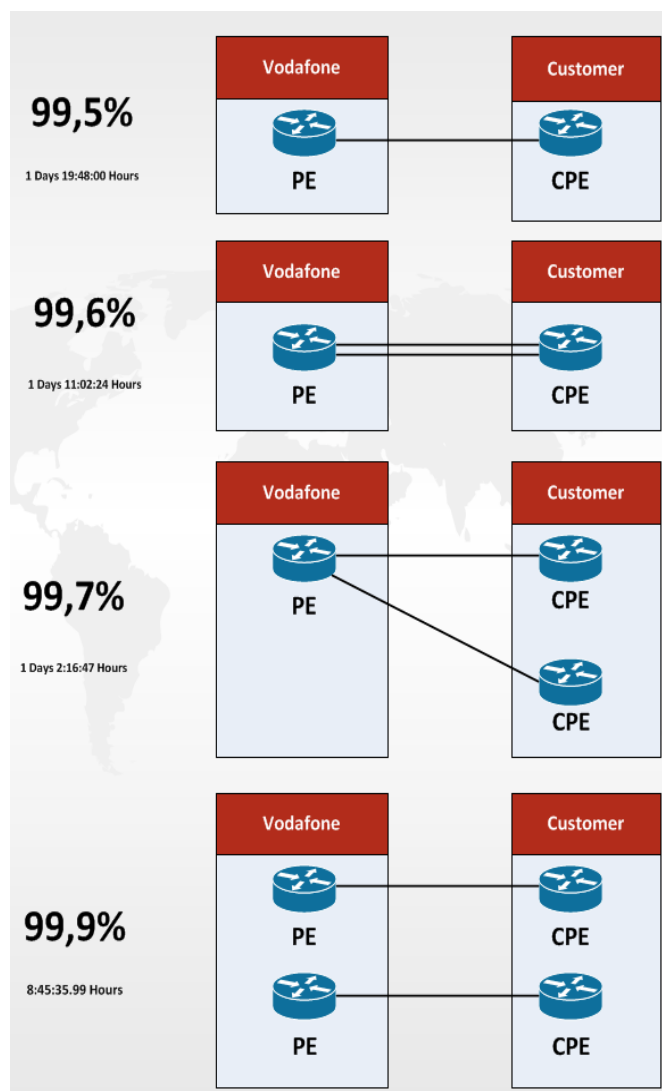 Vodafone
Customer
99,5%
1 Days 19:48:00 Hours
PE
CPE
Vodafone
Customer
99,6%
1 Days 11:02:24 Hours
PE
CPE
Vodafone
Customer
CPE
99,7%
PE
1 Days 2:16:47 Hours
CPE
Vodafone
Customer
99,9%
PE
CPE
8:45:35.99 Hours
PE
CPE